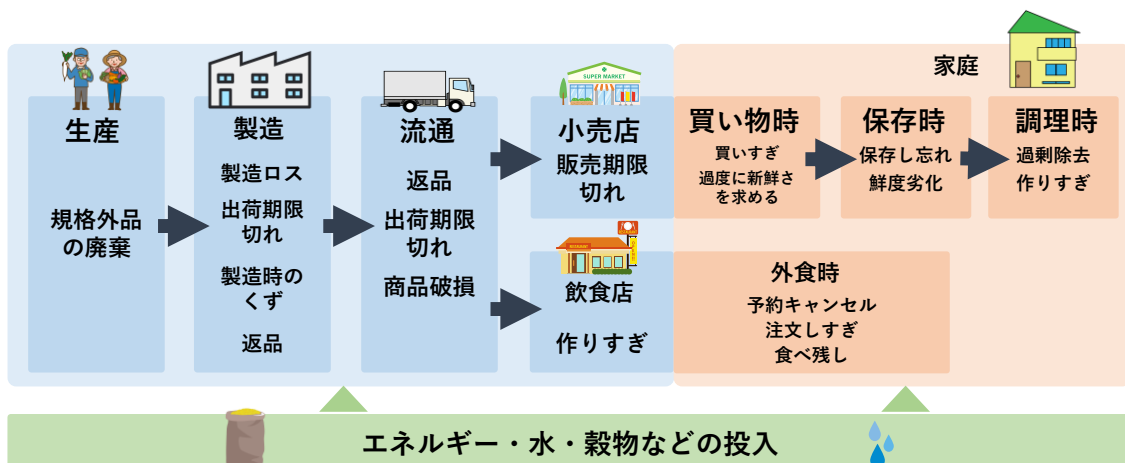 生産
規格外品
の廃棄
製造
製造ロス
出荷期限
切れ
製造時の
くず
返品
流通
返品
出荷期限
切れ
商品破損
SUPER MARKET
小売店
販売期限
切れ
飲食店
作りすぎ
家庭
買い物時
買いすぎ
過度に新鮮さ
を求める
保存時
保存し忘れ
鮮度劣化
調理時
過剰除去
作りすぎ
外食時
予約キャンセル
注文しすぎ
食べ残し
エネルギー・水・穀物などの投入